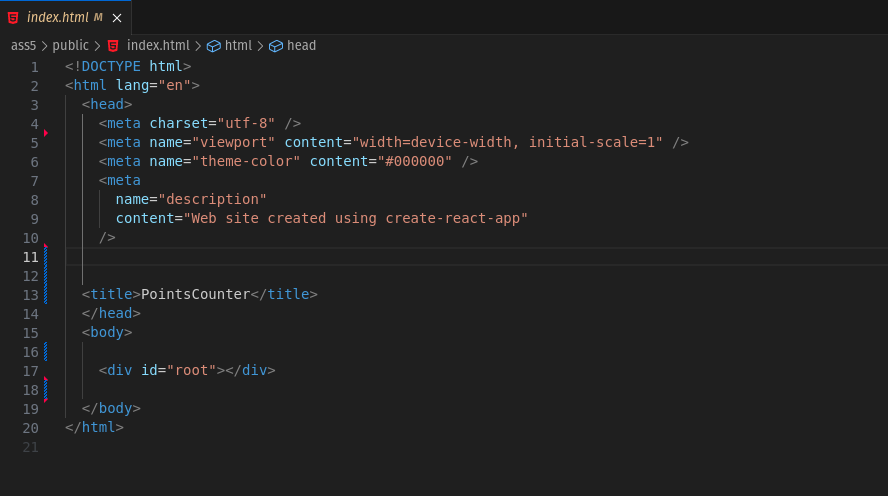 index.html M
ass5 public index.html html head
1 <!DOCTYPE html>
2 <html lang="en">
3 <head>
4 <meta charset="utf-8" />
5 <meta name="viewport" content="width=device-width, initial-scale=1" />
6 <meta name="theme-color" content="#000000" />
7 <meta
8 name="description"
9 content="Web site created using create-react-app"
10 />
11
12
13 <title>PointsCounter</title>
14 </head>
15 <body>
16
17 <div id="root"></div>
18
19 </body>
20 </html>
21